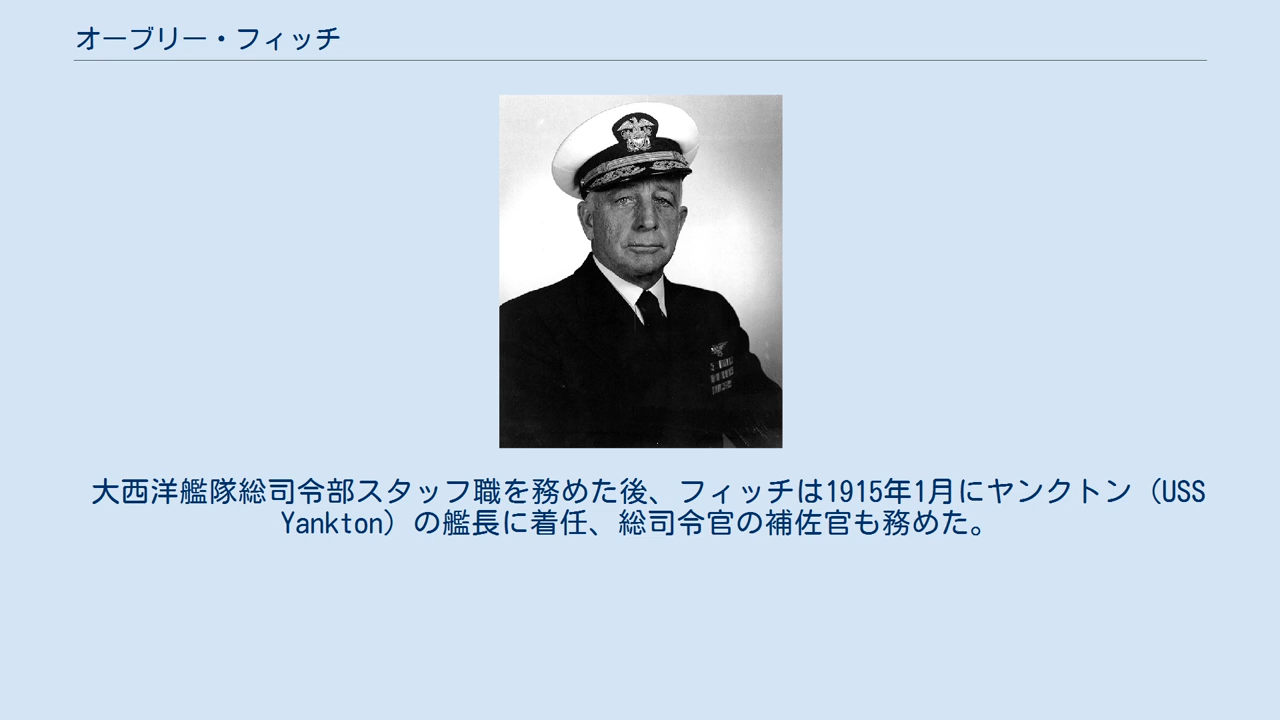 オーブリー・フィッチ
大西洋艦隊総司令部スタッフ職を務めた後、フィッチは1915年1月にヤンクトン（USS
Yankton）の艦長に着任、総司令官の補佐官も務めた。